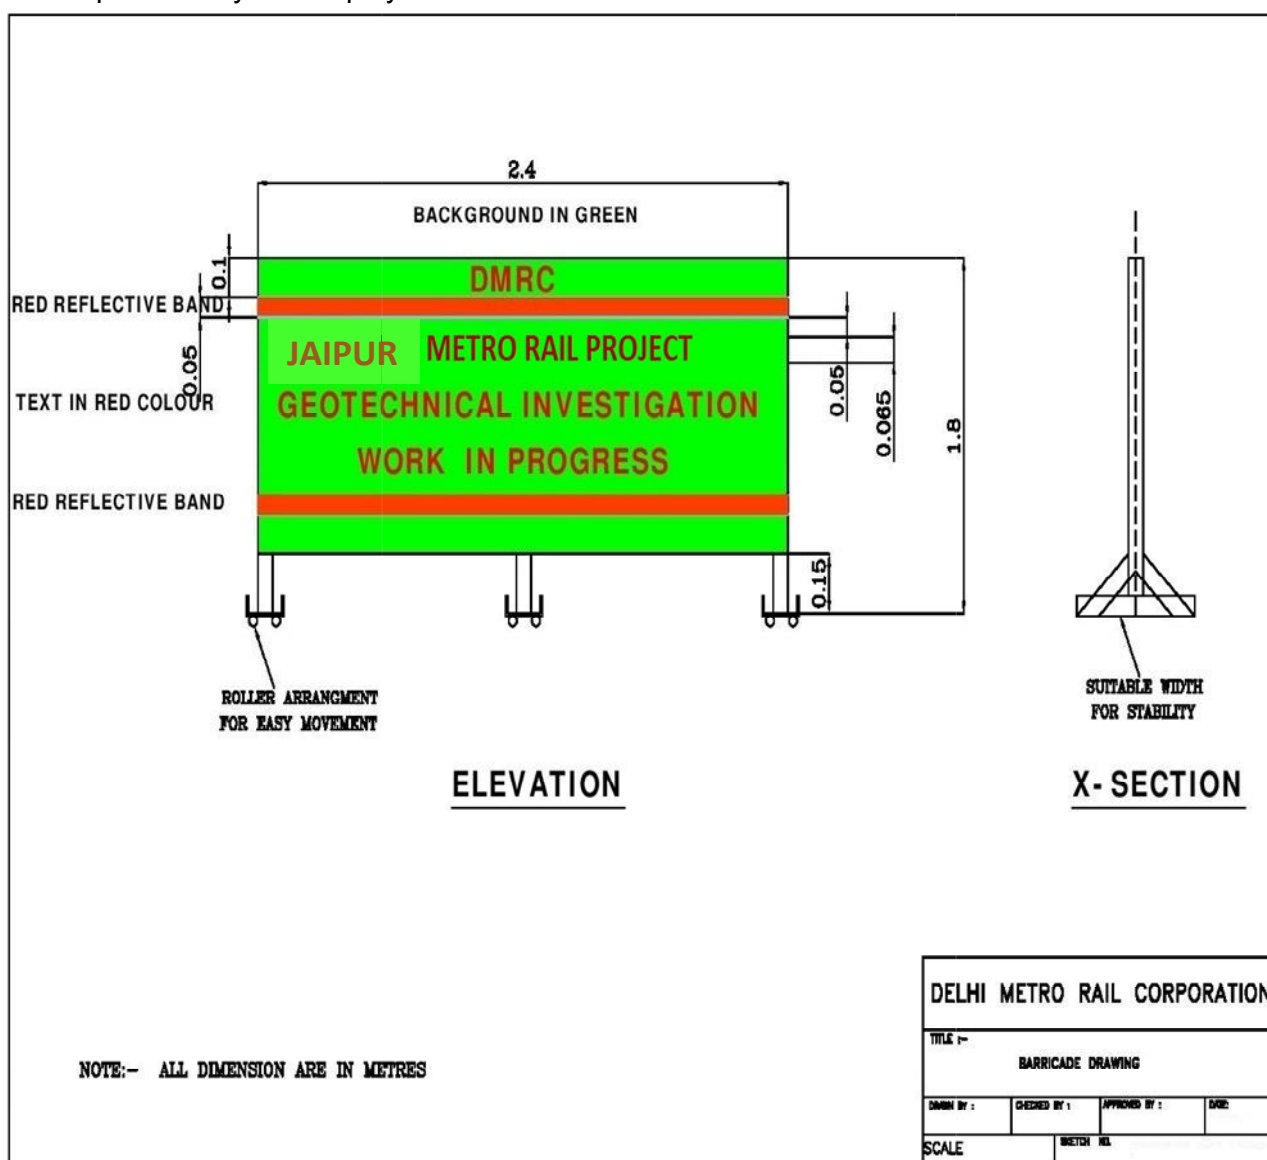 2.4
BACKGROUND IN GREEN
0.1
DMRC
RED REFLECTIVE BAND
0.05
JAIPUR METRO RAIL PROJECT
TEXT IN RED COLOUR
GEOTECHNICAL INVESTIGATION
0.05
0.065
1.8
WORK IN PROGRESS
RED REFLECTIVE BAND
0.15
ROLLER ARRANGMENT
FOR EASY MOVEMENT
SUITABLE WIDTH
FOR STABILITY
ELEVATION
X-SECTION
DELHI METRO RAIL CORPORATION
TITLE :-
BARRICADE DRAWING
NOTE:- ALL DIMENSION ARE IN METRES
DRAWN BY :
CHECKED BY :
APPROVED BY :
DATE:
SCALE
SKETCH NO.